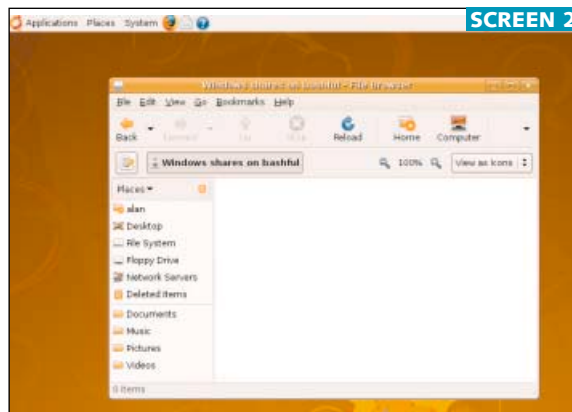 Applications Places System
SCREEN 2
Windows shares on bashful - File Browser
File Edit View Go Bookmarks Help
Back Forward Up Stop Reload Home Computer
Windows shares on bashful 100% View as Icons
Places
alan
Desktop
File System
Floppy Drive
Network Servers
Deleted Items
Documents
Music
Pictures
Videos
0 items